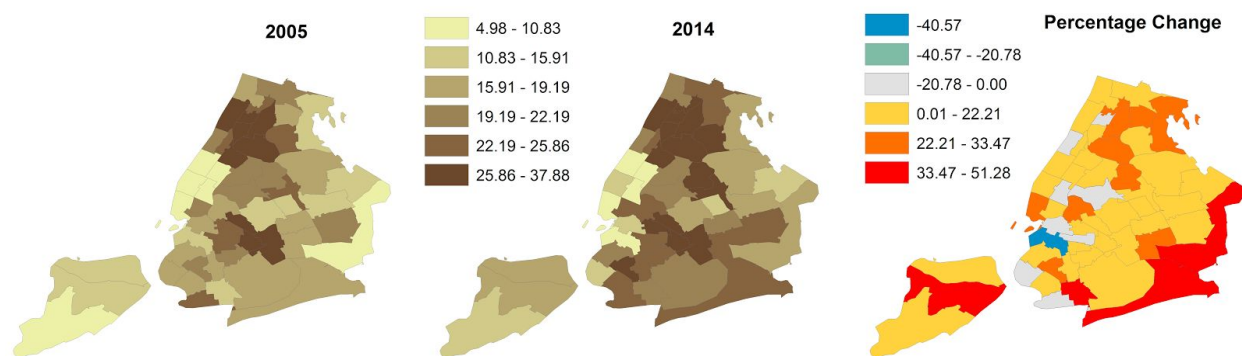 2005
4.98 - 10.83
10.83 - 15.91
15.91 - 19.19
19.19 - 22.19
22.19 - 25.86
25.86 - 37.88
2014
-40.57
-40.57 - -20.78
-20.78 - 0.00
0.01 - 22.21
22.21 - 33.47
33.47 - 51.28
Percentage Change